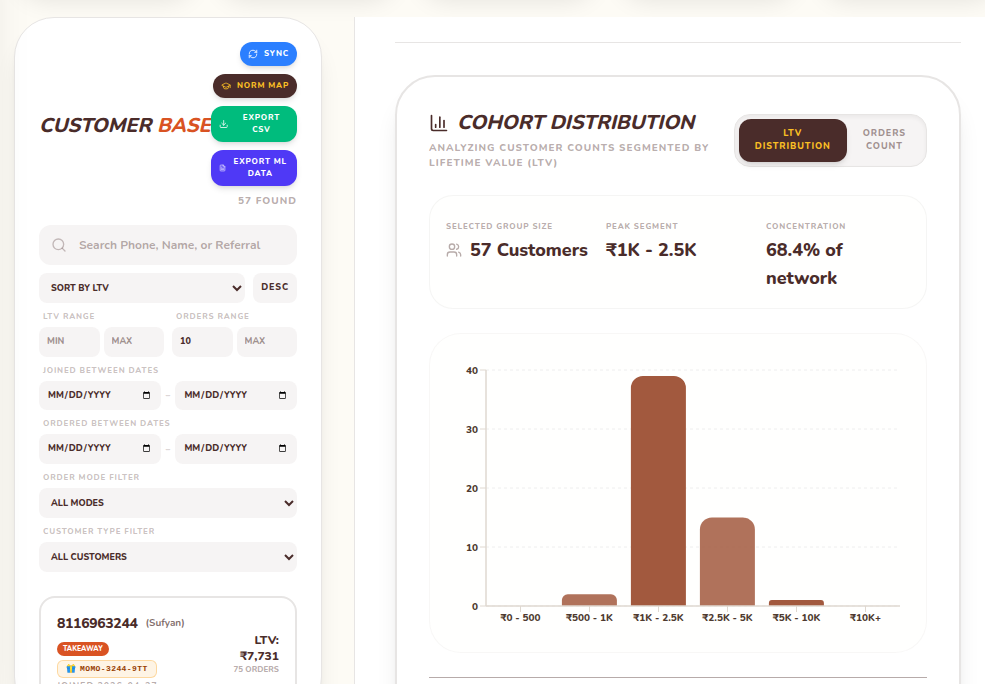 SYNC
NORM MAP
CUSTOMER BASE
EXPORT
CSV
EXPORT ML
DATA
57 FOUND
Search Phone, Name, or Referral
SORT BY LTV
DESC
LTV RANGE
ORDERS RANGE
MIN
MAX
10
MAX
JOINED BETWEEN DATES
MM/DD/YYYY
–
MM/DD/YYYY
ORDERED BETWEEN DATES
MM/DD/YYYY
–
MM/DD/YYYY
ORDER MODE FILTER
ALL MODES
CUSTOMER TYPE FILTER
ALL CUSTOMERS
8116963244 (Sufyan)
TAKEAWAY
MOMO-3244-9TT
LTV:
₹7,731
75 ORDERS
COHORT DISTRIBUTION
ANALYZING CUSTOMER COUNTS SEGMENTED BY
LIFETIME VALUE (LTV)
LTV
DISTRIBUTION
ORDERS
COUNT
SELECTED GROUP SIZE
57 Customers
PEAK SEGMENT
₹1K - 2.5K
CONCENTRATION
68.4% of
network
40
30
20
10
0
₹0 - 500
₹500 - 1K
₹1K - 2.5K
₹2.5K - 5K
₹5K - 10K
₹10K+